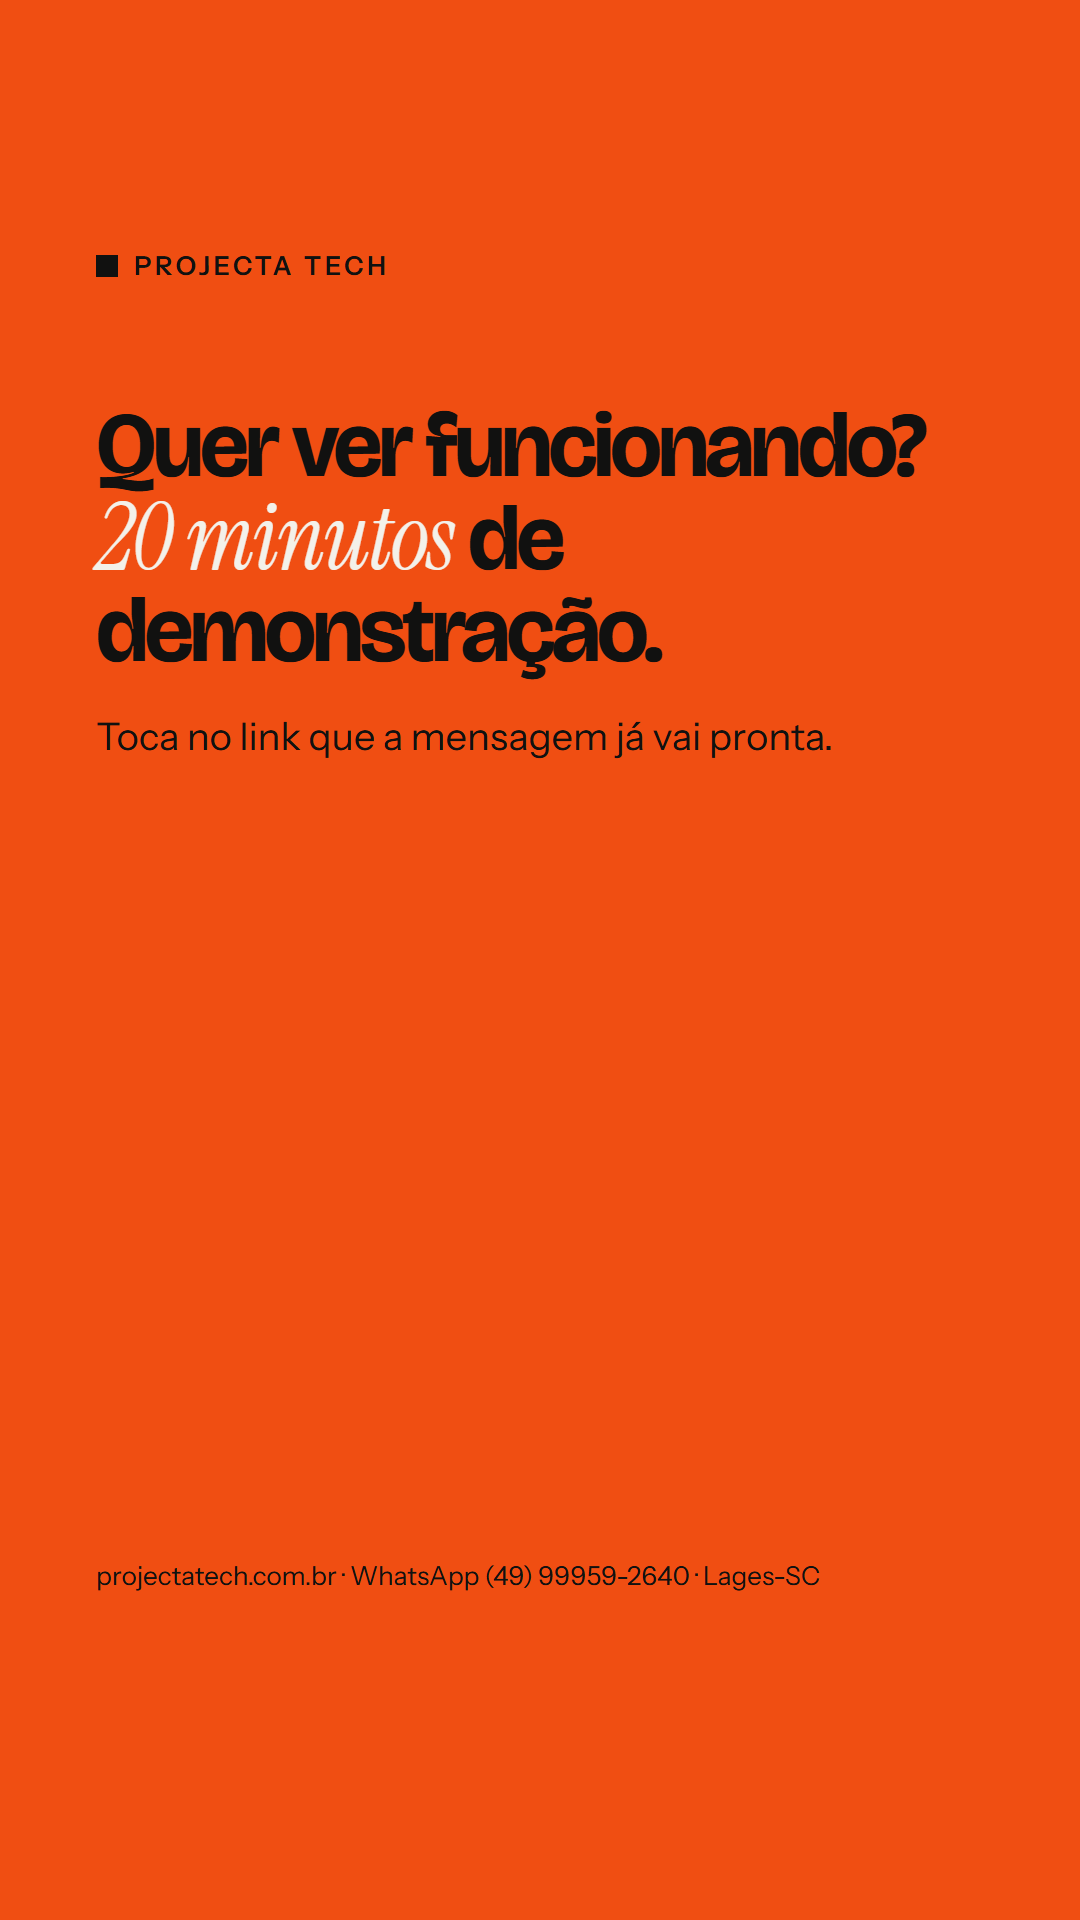 PROJECTA TECH
Quer ver funcionando?
20 minutos de
demonstração.
Toca no link que a mensagem já vai pronta.
projectatech.com.br · WhatsApp (49) 99959-2640 · Lages-SC